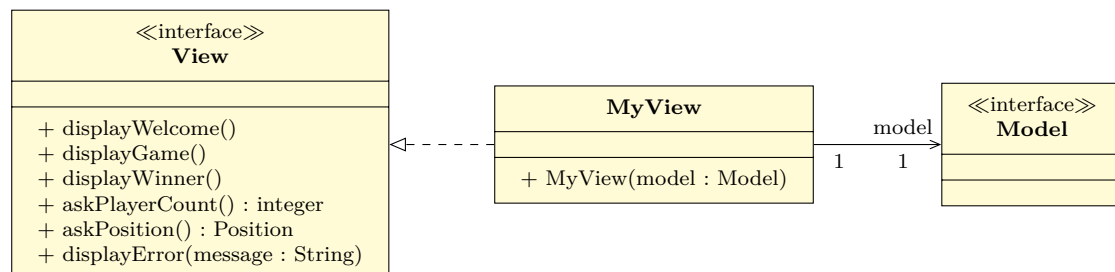 ≪interface≫
View
+ displayWelcome()
+ displayGame()
+ displayWinner()
+ askPlayerCount() : integer
+ askPosition() : Position
+ displayError(message : String)
MyView
+ MyView(model : Model)
model
1 1
≪interface≫
Model